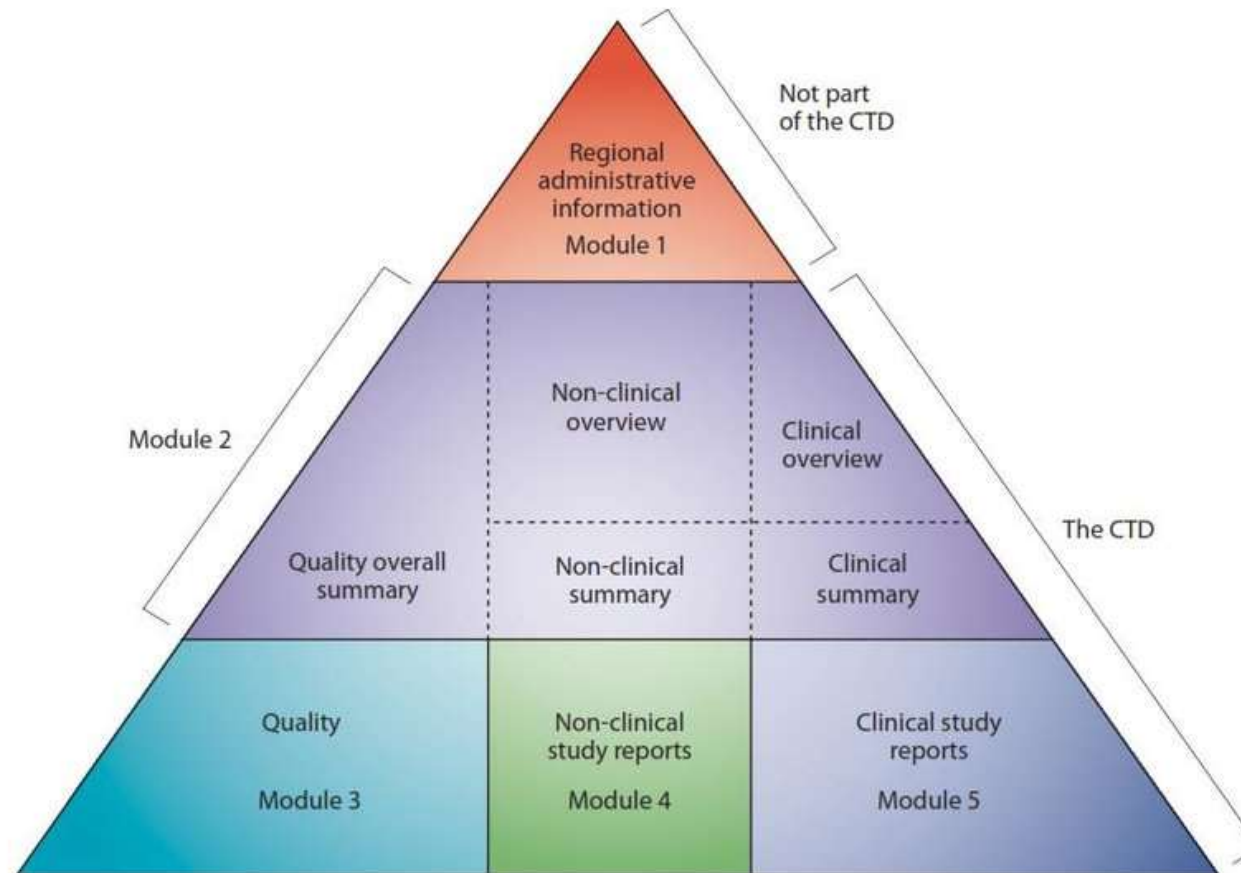 Not part
of the CTD
Regional
administrative
information
Module 1
Module 2
Non-clinical
overview
Clinical
overview
The CTD
Quality overall
summary
Non-clinical
summary
Clinical
summary
Quality
Module 3
Non-clinical
study reports
Module 4
Clinical study
reports
Module 5